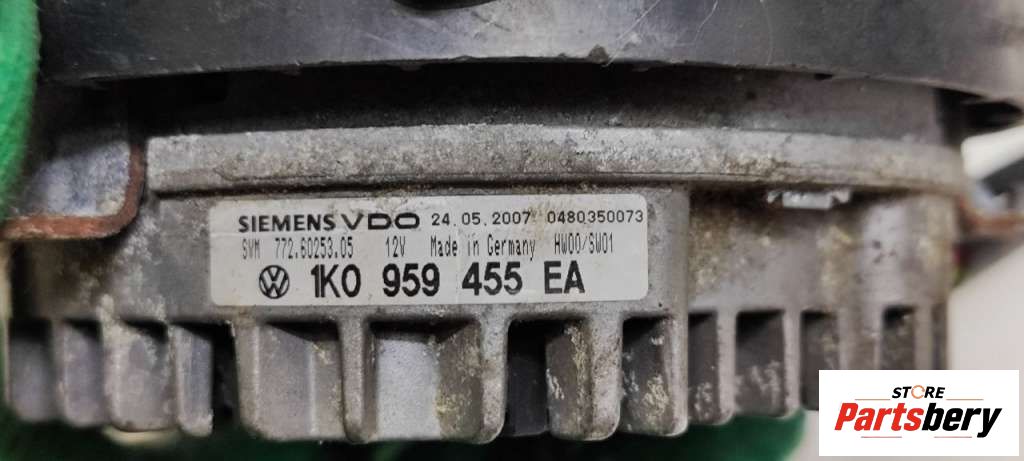 SIEMENS VDO 24.05.2007 0480350073
SVM 772.60253.05 12V Made in Germany HW00/SW01
1K0 959 455 EA
STORE
Partsbery